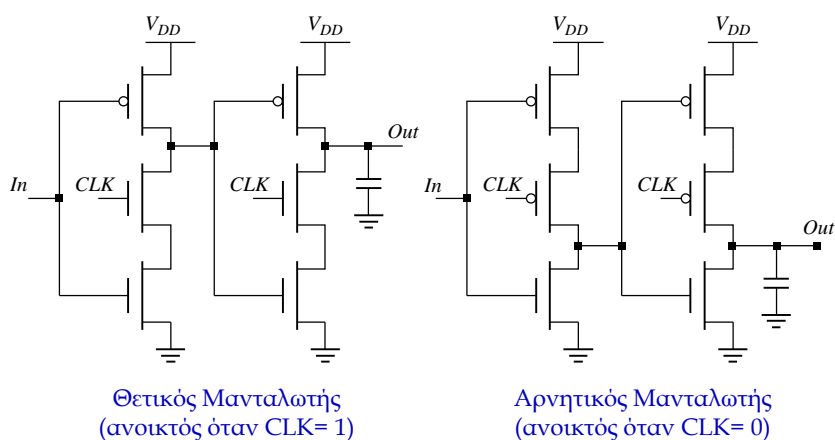 V_DD
V_DD
Out
In
CLK
CLK
V_DD
V_DD
In
CLK
CLK
Out
Θετικός Μανταλωτής
(ανοικτός όταν CLK= 1)
Αρνητικός Μανταλωτής
(ανοικτός όταν CLK= 0)